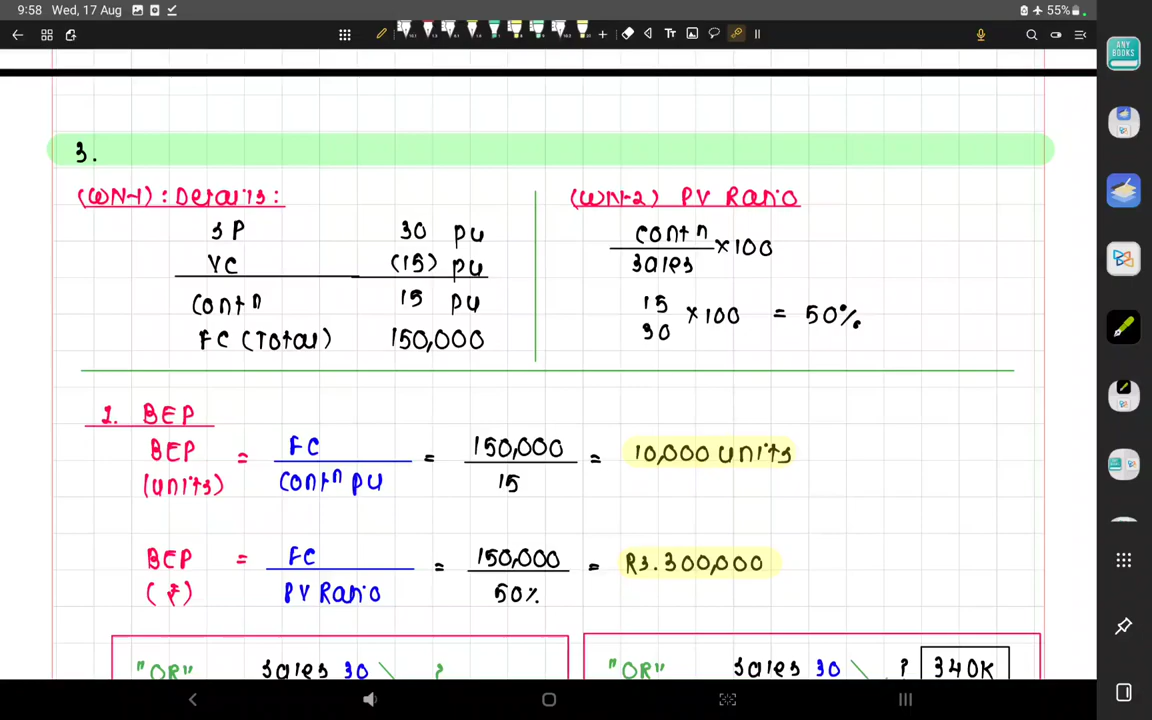 9:58 Wed, 17 Aug
55%
TT
ANY BOOKS
3.
(WN-1) : Details :
SP 30 pu
VC (15) pu
Contn 15 pu
FC (Total) 150,000
(WN-2) PV Ratio
contn / sales ×100
15 / 30 ×100 = 50%
1. BEP
BEP (units) = FC / Contn pu = 150,000 / 15 = 10,000 units
BEP (₹) = FC / PV Ratio = 150,000 / 50% = Rs.300,000
"OR" Sales 30 ?
"OR" Sales 30 ? 340K